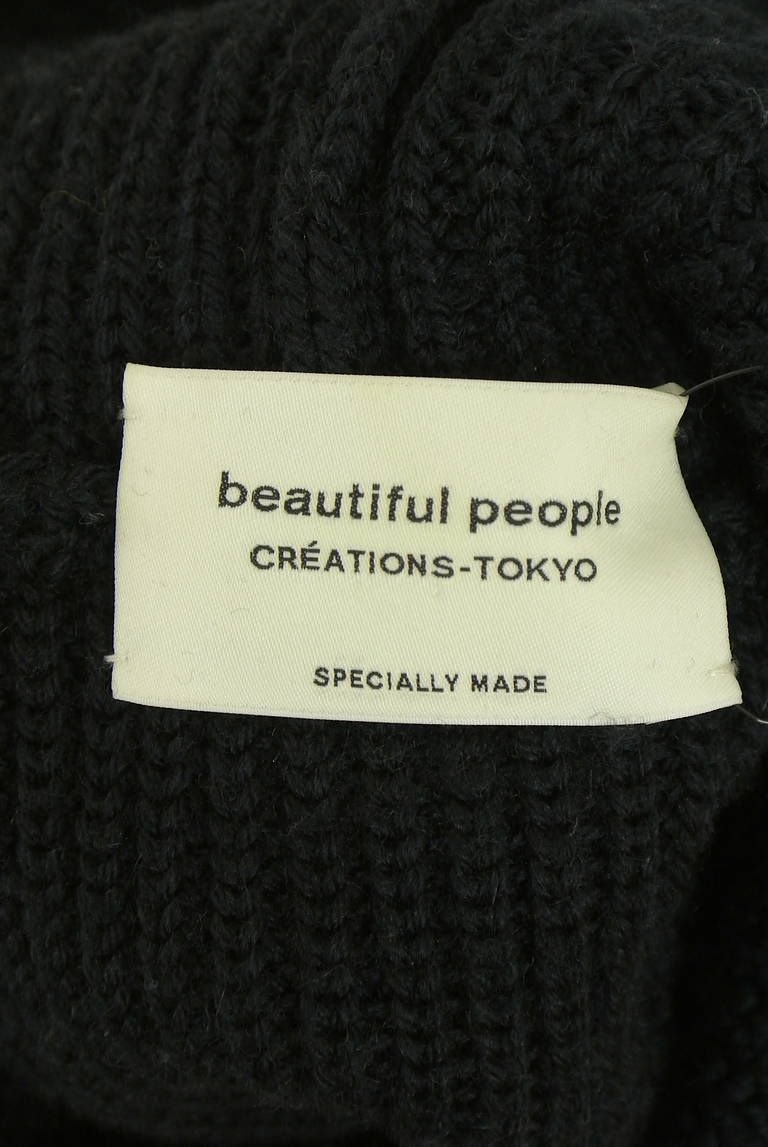 beautiful people
CRÉATIONS-TOKYO
SPECIALLY MADE